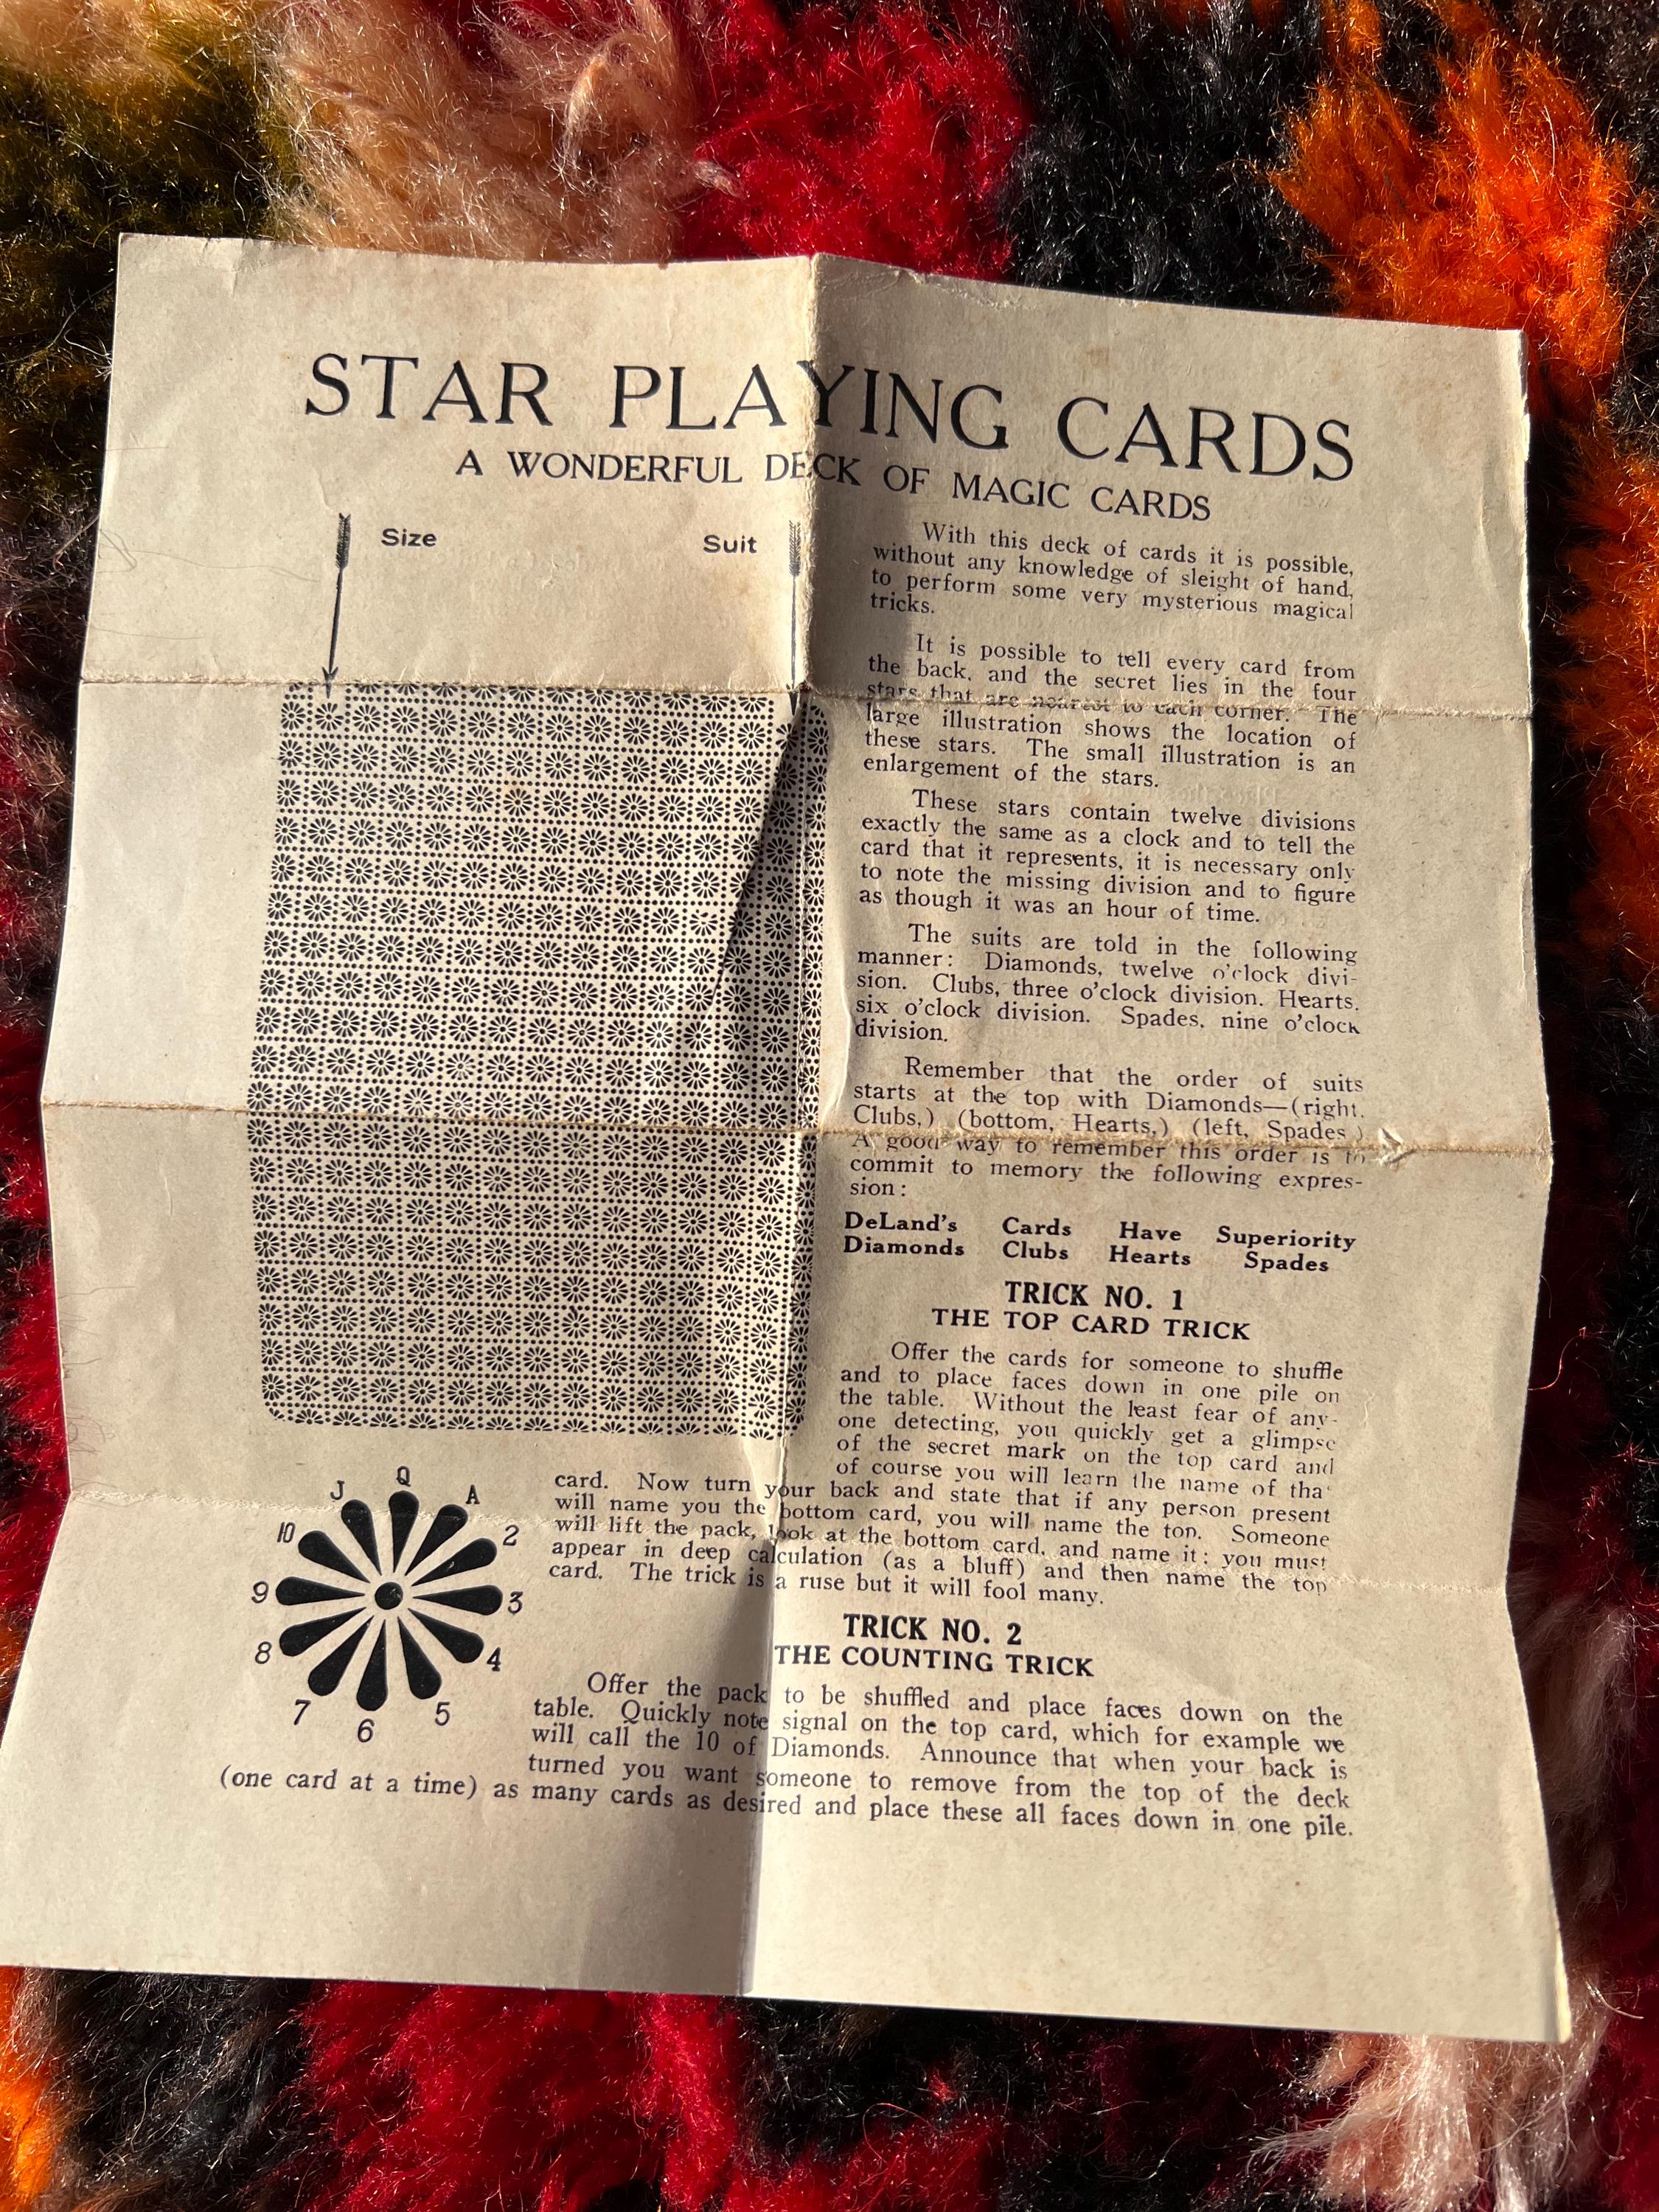 STAR PLAYING CARDS
A WONDERFUL DECK OF MAGIC CARDS
Size
Suit
With this deck of cards it is possible,
without any knowledge of sleight of hand,
to perform some very mysterious magical
tricks.
It is possible to tell every card from
the back, and the secret lies in the four
stars that are nearest to each corner. The
large illustration shows the location of
these stars. The small illustration is an
enlargement of the stars.
These stars contain twelve divisions
exactly the same as a clock and to tell the
card that it represents, it is necessary only
to note the missing division and to figure
as though it was an hour of time.
The suits are told in the following
manner: Diamonds, twelve o'clock divi-
sion. Clubs, three o'clock division. Hearts,
six o'clock division. Spades, nine o'clock
division.
Remember that the order of suits
starts at the top with Diamonds—(right,
Clubs,) (bottom, Hearts,) (left, Spades.)
A good way to remember this order is to
commit to memory the following expres-
sion:
DeLand's Cards Have Superiority
Diamonds Clubs Hearts Spades
TRICK NO. 1
THE TOP CARD TRICK
Offer the cards for someone to shuffle
and to place faces down in one pile on
the table. Without the least fear of any-
one detecting, you quickly get a glimpse
of the secret mark on the top card and
of course you will learn the name of that
card. Now turn your back and state that if any person present
will name you the bottom card, you will name the top. Someone
will lift the pack, look at the bottom card, and name it; you must
appear in deep calculation (as a bluff) and then name the top
card. The trick is a ruse but it will fool many.
Q
J
A
10
2
9
3
8
4
7
5
6
TRICK NO. 2
THE COUNTING TRICK
Offer the pack to be shuffled and place faces down on the
table. Quickly note signal on the top card, which for example we
will call the 10 of Diamonds. Announce that when your back is
turned you want someone to remove from the top of the deck
(one card at a time) as many cards as desired and place these all faces down in one pile.